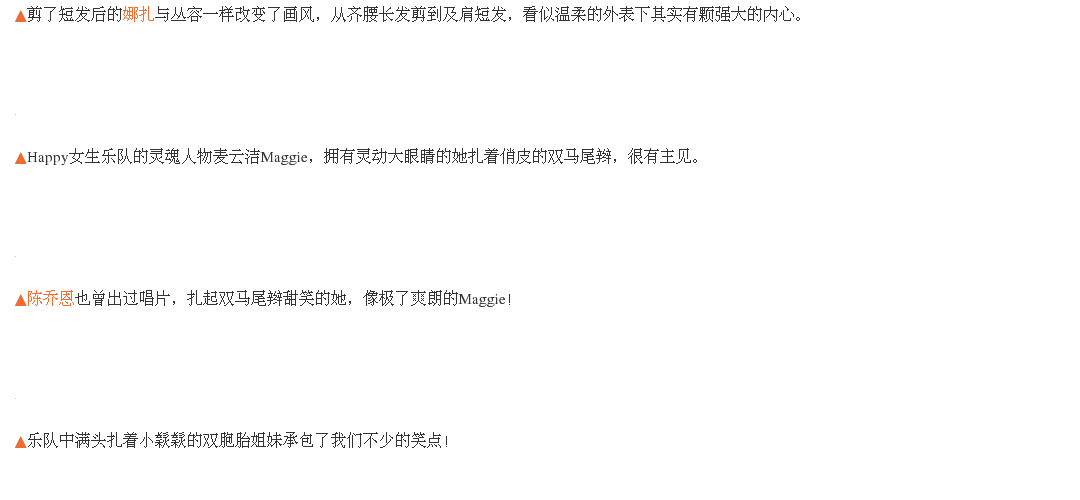 ▲剪了短发后的娜扎与丛容一样改变了画风，从齐腰长发剪到及肩短发，看似温柔的外表下其实有颗强大的内心。
▲Happy女生乐队的灵魂人物麦云洁Maggie，拥有灵动大眼睛的她扎着俏皮的双马尾辫，很有主见。
▲陈乔恩也曾出过唱片，扎起双马尾辫甜笑的她，像极了爽朗的Maggie！
▲乐队中满头扎着小鬏鬏的双胞胎姐妹承包了我们不少的笑点！